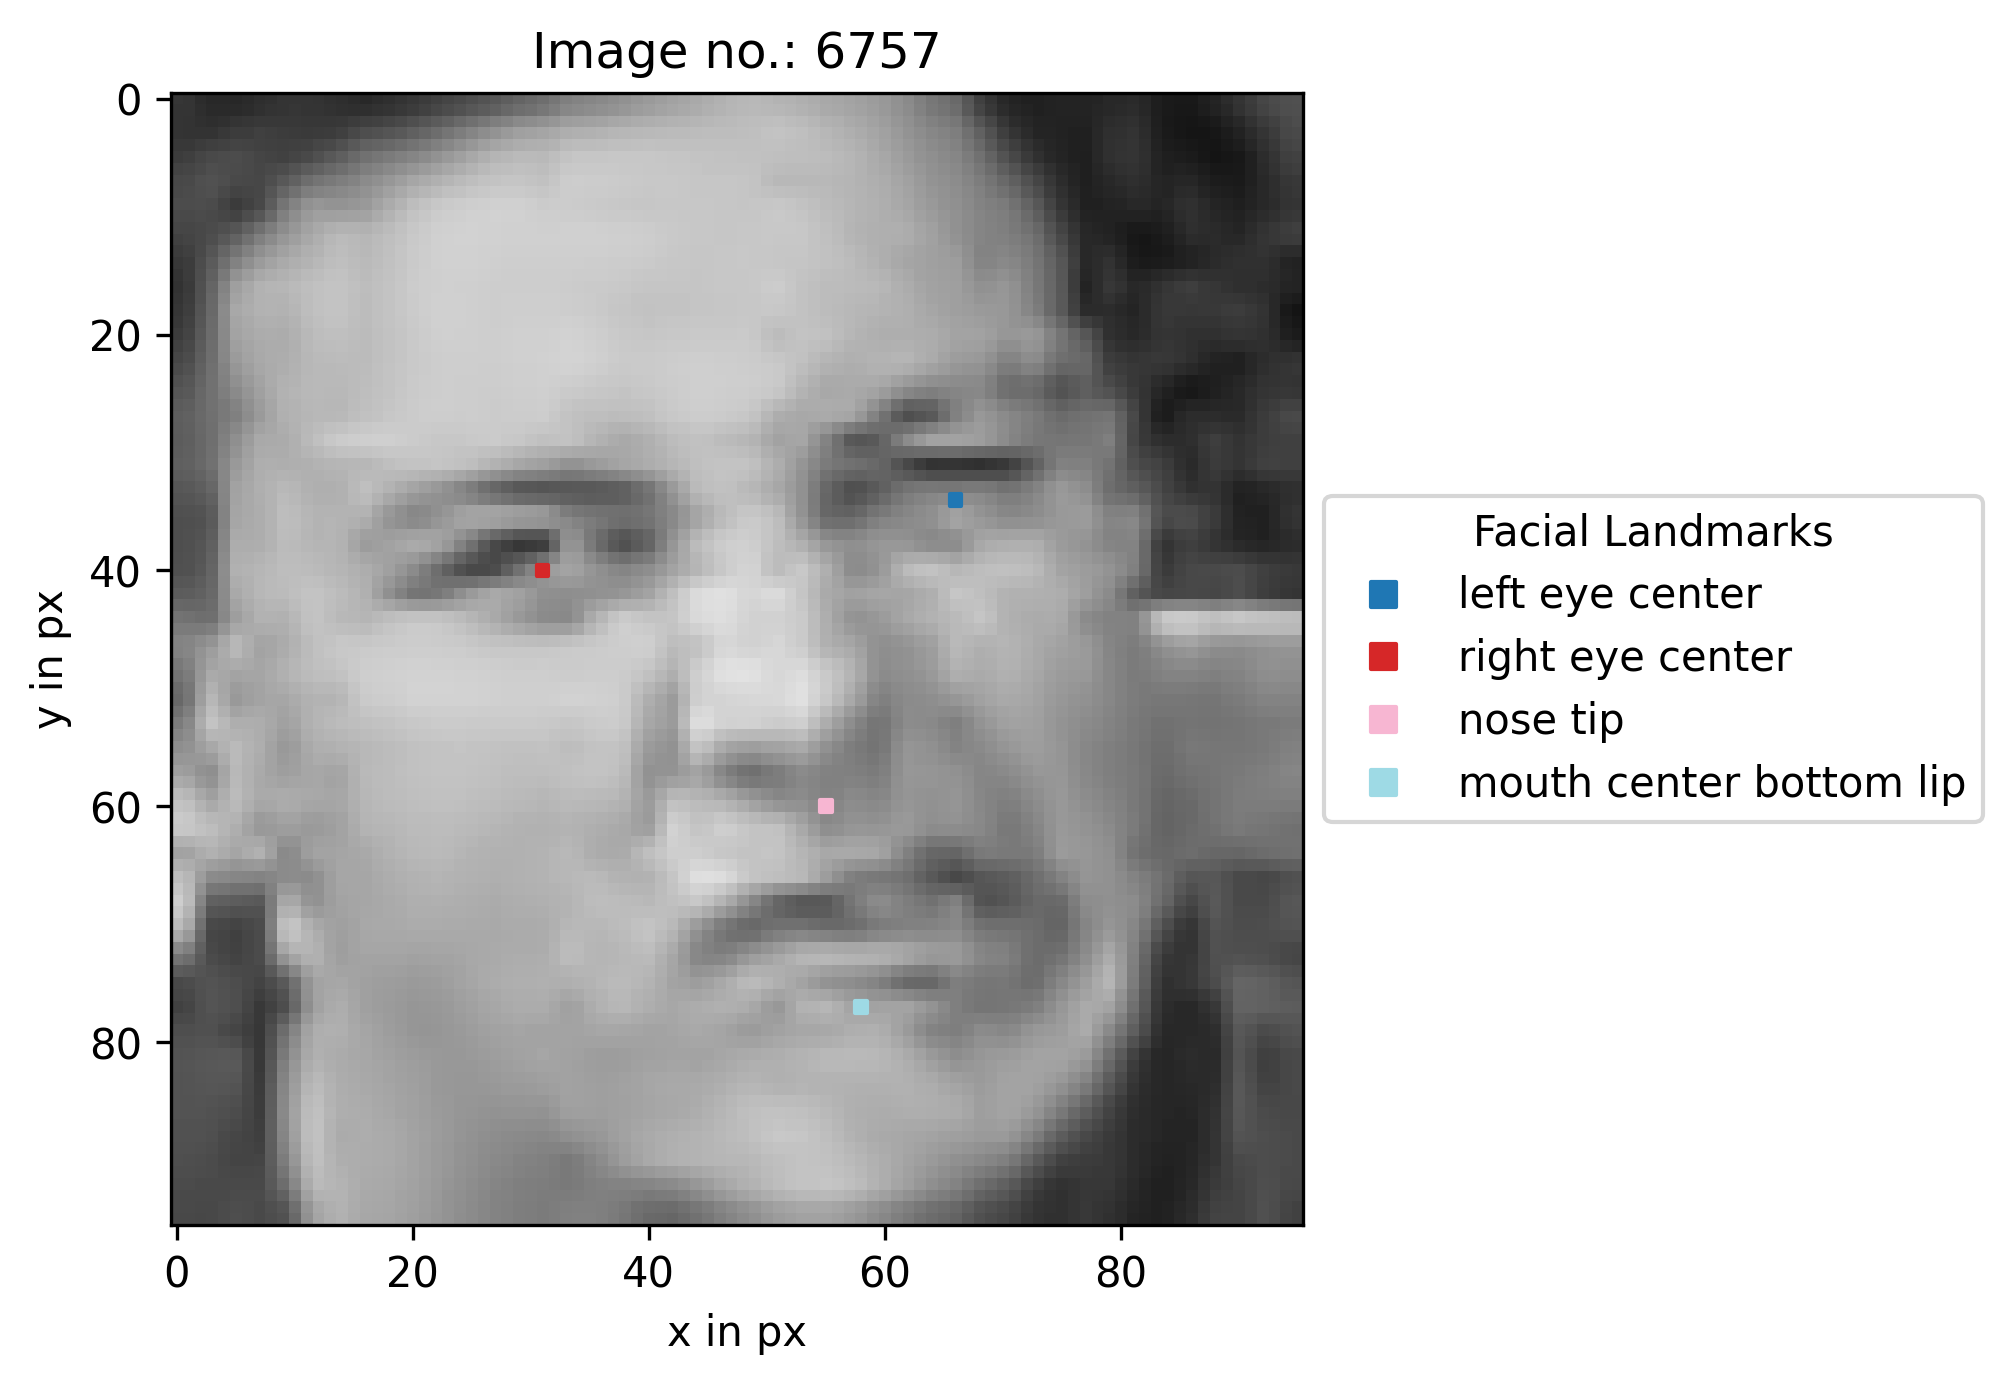 Image no.: 6757
0
20
40
60
80
y in px
0 20 40 60 80
x in px
Facial Landmarks
left eye center
right eye center
nose tip
mouth center bottom lip